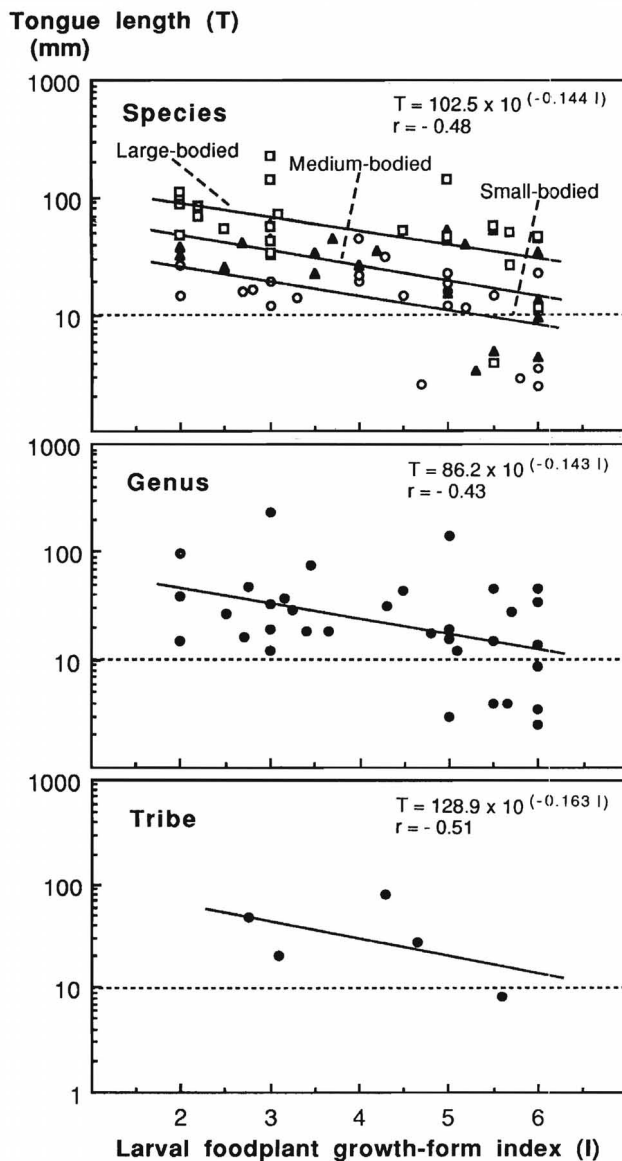 Tongue length (T)
(mm)
1000
100
10
Species
T = 102.5 x 10 (-0.144 I)
r = - 0.48
Large-bodied
Medium-bodied
Small-bodied
1000
100
10
Genus
T = 86.2 x 10 (-0.143 I)
r = - 0.43
1000
100
10
1
Tribe
T = 128.9 x 10 (-0.163 I)
r = - 0.51
2 3 4 5 6
Larval foodplant growth-form index (I)